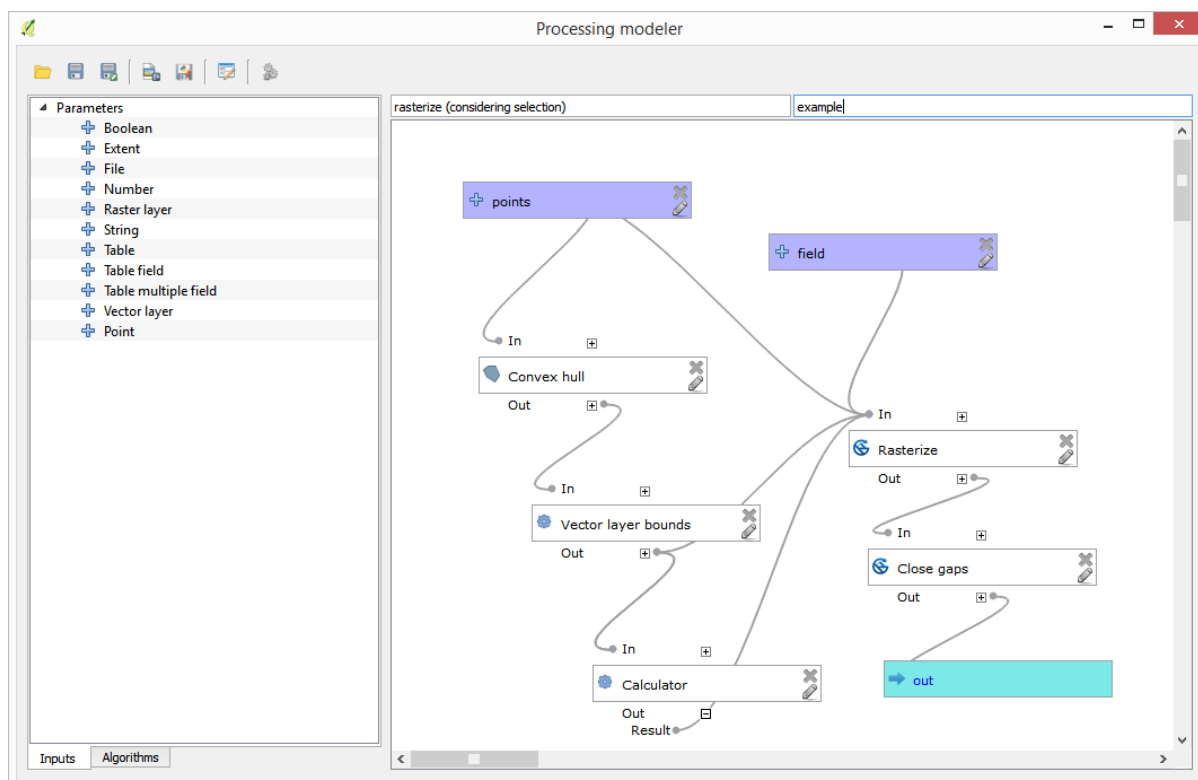 Processing modeler
Parameters
Boolean
Extent
File
Number
Raster layer
String
Table
Table field
Table multiple field
Vector layer
Point
Inputs
Algorithms
rasterize (considering selection)
example
points
field
In
Convex hull
Out
In
Rasterize
Out
In
Vector layer bounds
Out
In
Close gaps
Out
In
Calculator
Out
Result
out